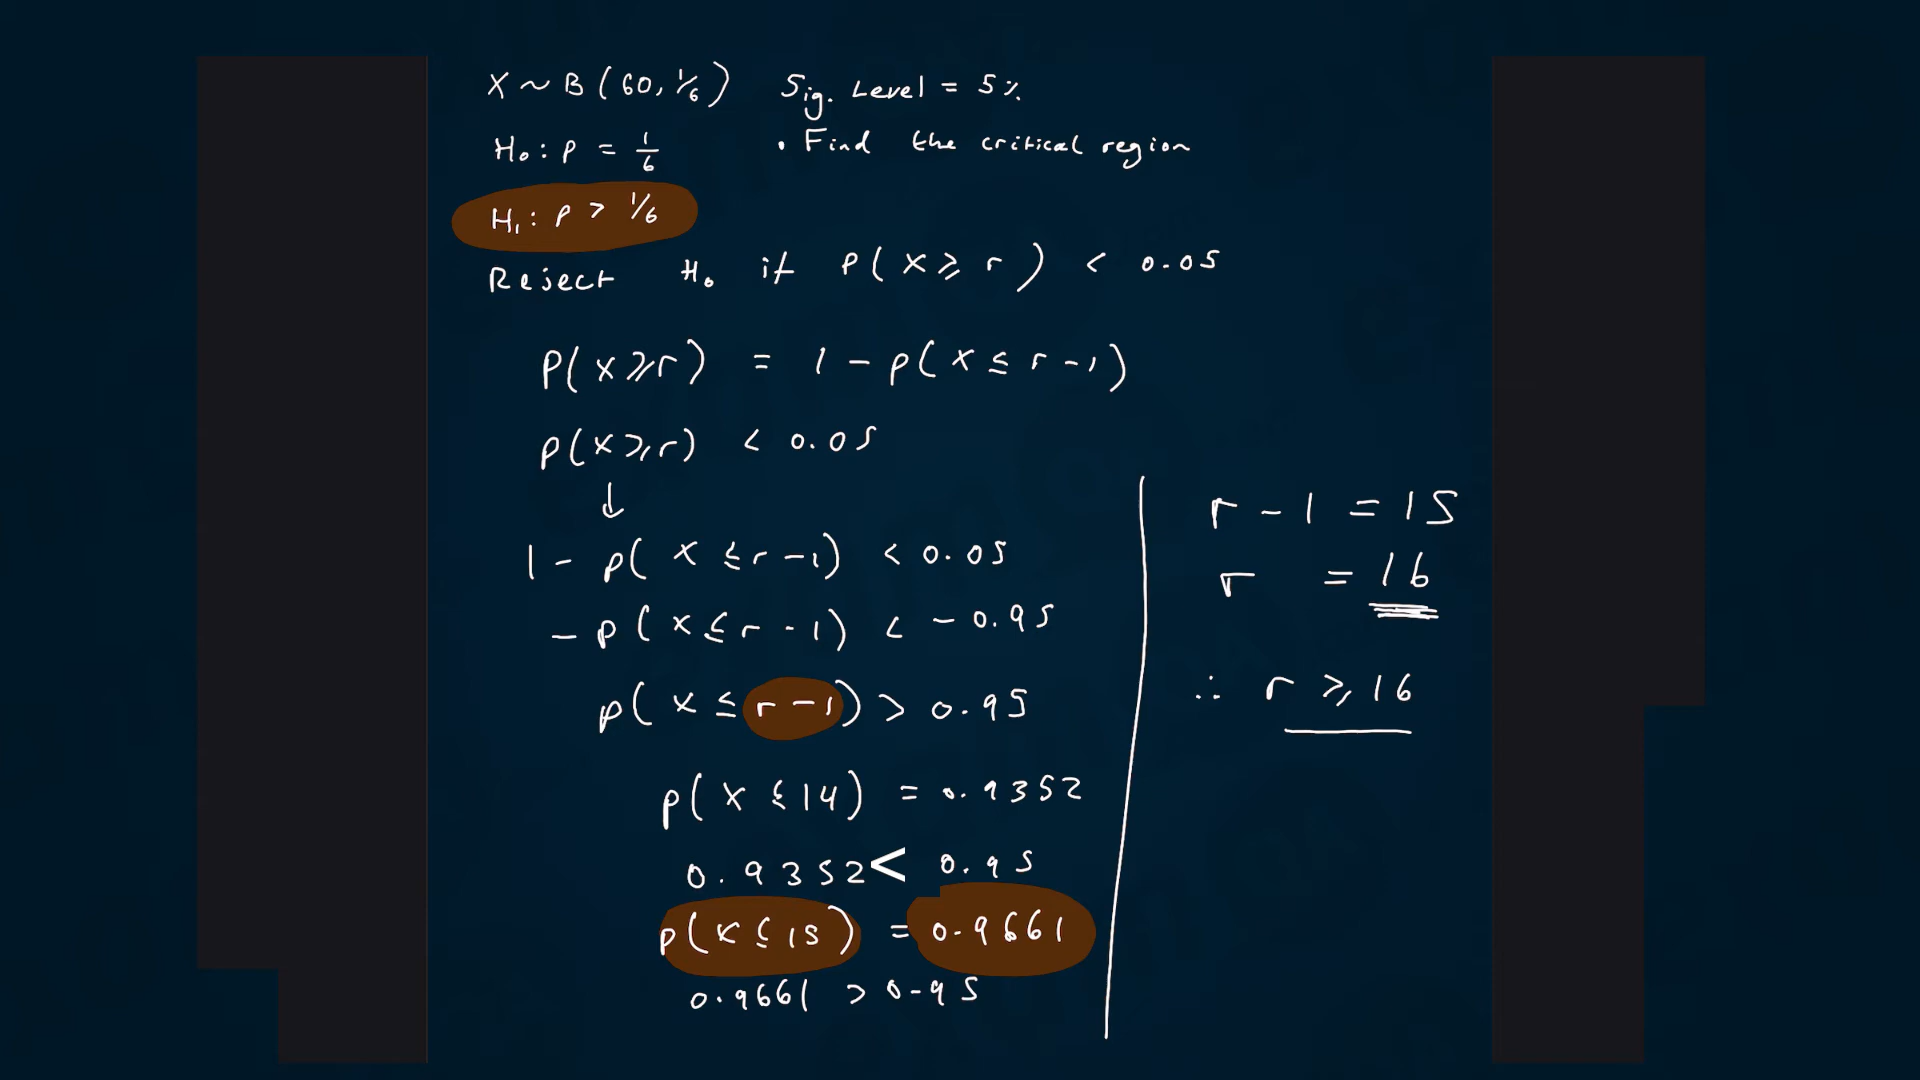 X ~ B(60, 1/6) Sig. Level = 5%
H₀: p = 1/6 • Find the critical region
H₁: p > 1/6
Reject H₀ if P(X ≥ r) < 0.05
P(X ≥ r) = 1 - P(X ≤ r - 1)
P(X ≥ r) < 0.05
↓
1 - P(X ≤ r - 1) < 0.05
- P(X ≤ r - 1) < - 0.95
P(X ≤ r - 1) > 0.95
P(X ≤ 14) = 0.9352
0.9352 < 0.95
P(X ≤ 15) = 0.9661
0.9661 > 0.95
r - 1 = 15
r = 16
∴ r ≥ 16